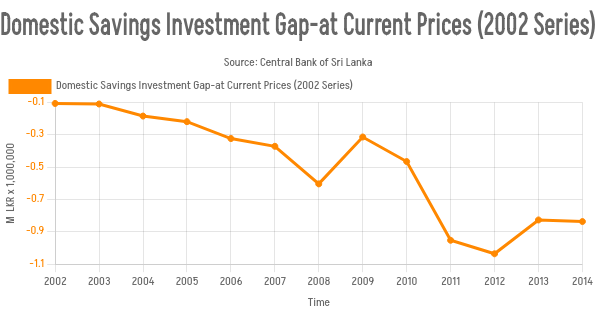 Domestic Savings Investment Gap-at Current Prices (2002 Series)
Source: Central Bank of Sri Lanka
Domestic Savings Investment Gap-at Current Prices (2002 Series)
-0.1
-0.3
-0.5
-0.7
-0.9
-1.1
M LKR x 1,000,000
2002 2003 2004 2005 2006 2007 2008 2009 2010 2011 2012 2013 2014
Time